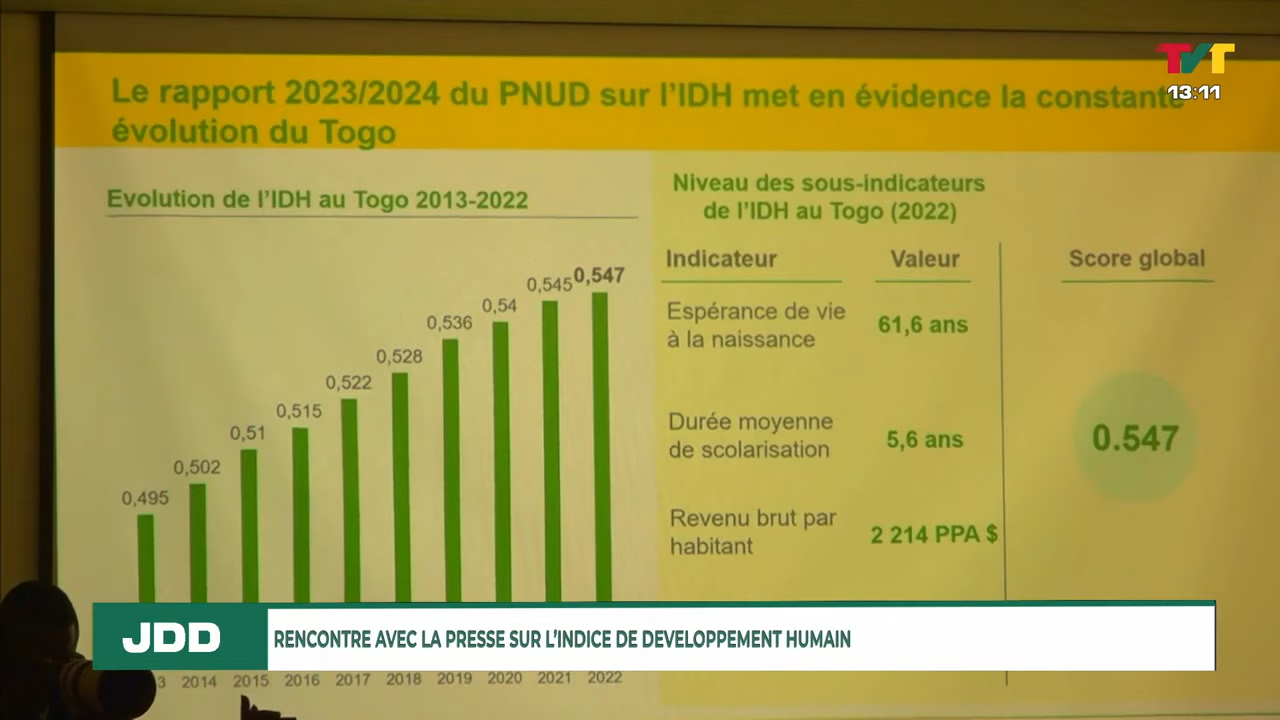 TVT
13:11
Le rapport 2023/2024 du PNUD sur l'IDH met en évidence la constante
évolution du Togo
Evolution de l'IDH au Togo 2013-2022
0,495
0,502
0,51
0,515
0,522
0,528
0,536
0,54
0,545
0,547
3 2014 2015 2016 2017 2018 2019 2020 2021 2022
Niveau des sous-indicateurs
de l'IDH au Togo (2022)
Indicateur Valeur Score global
Espérance de vie
à la naissance
61,6 ans
Durée moyenne
de scolarisation
5,6 ans
0.547
Revenu brut par
habitant
2 214 PPA $
JDD
RENCONTRE AVEC LA PRESSE SUR L'INDICE DE DEVELOPPEMENT HUMAIN